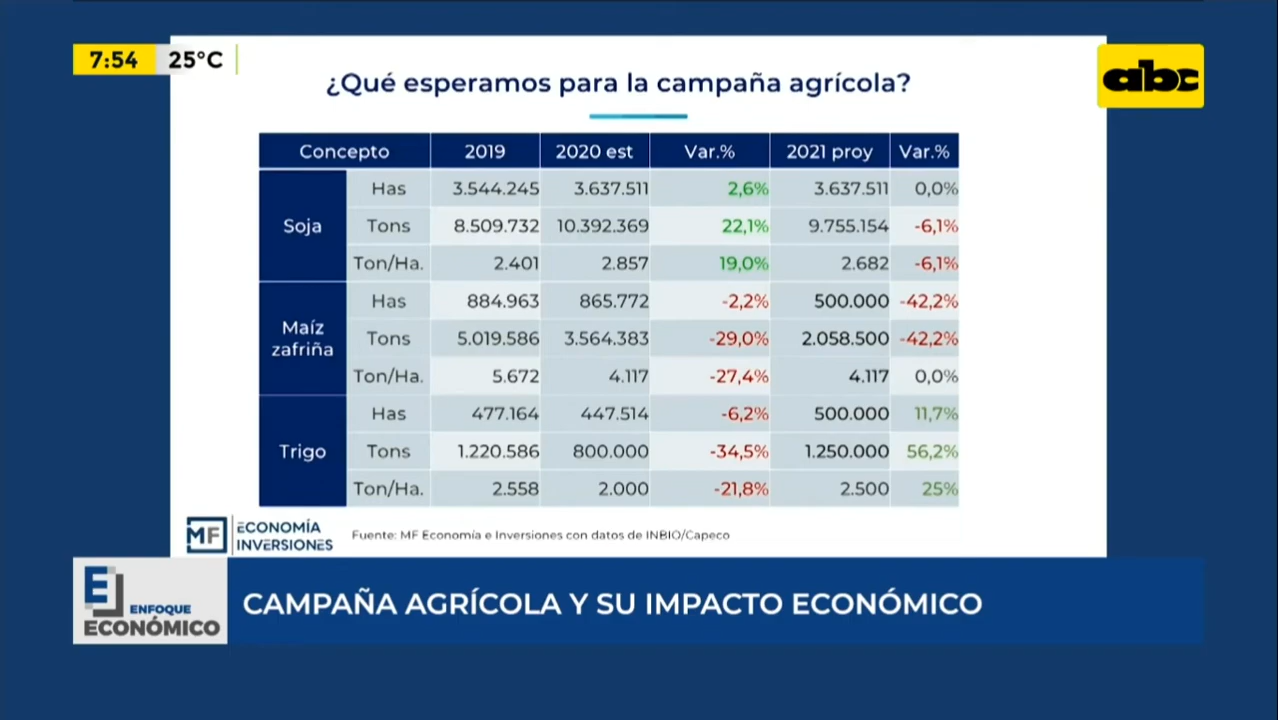 7:54 25°C
abc
¿Qué esperamos para la campaña agrícola?
Concepto 2019 2020 est Var.% 2021 proy Var.%
Soja
Has 3.544.245 3.637.511 2,6% 3.637.511 0,0%
Tons 8.509.732 10.392.369 22,1% 9.755.154 -6,1%
Ton/Ha. 2.401 2.857 19,0% 2.682 -6,1%
Maíz
zafriña
Has 884.963 865.772 -2,2% 500.000 -42,2%
Tons 5.019.586 3.564.383 -29,0% 2.058.500 -42,2%
Ton/Ha. 5.672 4.117 -27,4% 4.117 0,0%
Trigo
Has 477.164 447.514 -6,2% 500.000 11,7%
Tons 1.220.586 800.000 -34,5% 1.250.000 56,2%
Ton/Ha. 2.558 2.000 -21,8% 2.500 25%
MF ECONOMÍA
INVERSIONES
Fuente: MF Economía e Inversiones con datos de INBIO/Capeco
ENFOQUE
ECONÓMICO
CAMPAÑA AGRÍCOLA Y SU IMPACTO ECONÓMICO